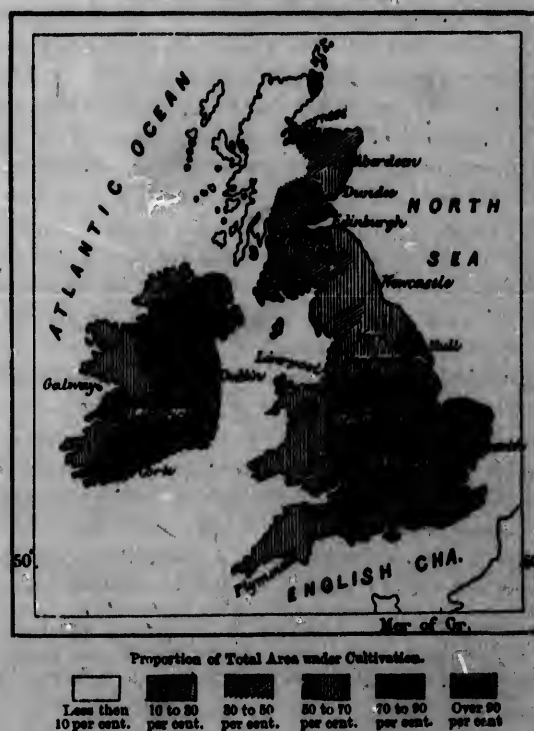 ATLANTIC OCEAN
Aberdeen
Dundee
Edinburgh
NORTH
SEA
Newcastle
Hull
Liverpool
Dublin
Galway
Cork
Plymouth
50°
ENGLISH CHA.
Mer of Gr.
Proportion of Total Area under Cultivation.
Less then
10 per cent.
10 to 30
per cent.
30 to 50
per cent.
50 to 70
per cent.
70 to 90
per cent.
Over 90
per cent